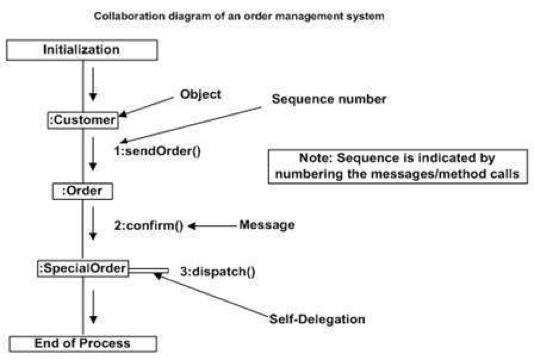 Collaboration diagram of an order management system
Initialization
Object
Sequence number
:Customer
1:sendOrder()
Note: Sequence is indicated by
numbering the messages/method calls
:Order
2:confirm()
Message
:SpecialOrder
3:dispatch()
Self-Delegation
End of Process